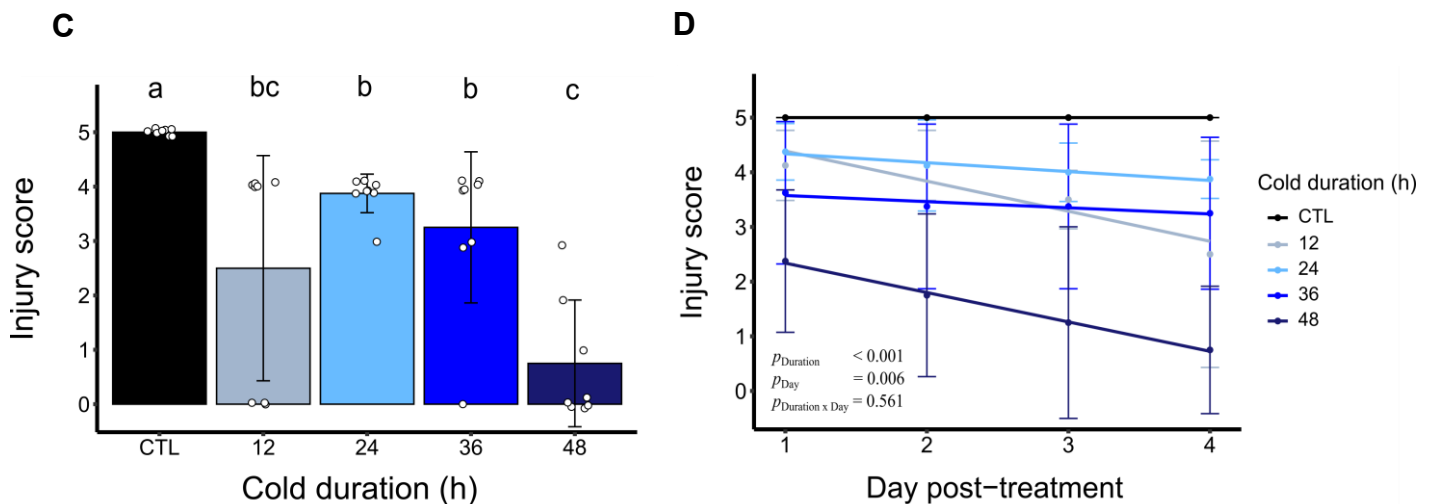 C
a bc b b c
Injury score
5
4
3
2
1
0
CTL 12 24 36 48
Cold duration (h)
D
Injury score
5
4
3
2
1
0
pDuration < 0.001
pDay = 0.006
pDuration x Day = 0.561
1 2 3 4
Day post−treatment
Cold duration (h)
CTL
12
24
36
48